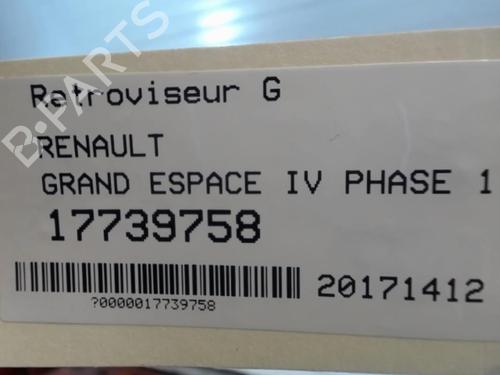 Retroviseur G
RENAULT
GRAND ESPACE IV PHASE 1
17739758
20171412
?0000017739758
B-PARTS